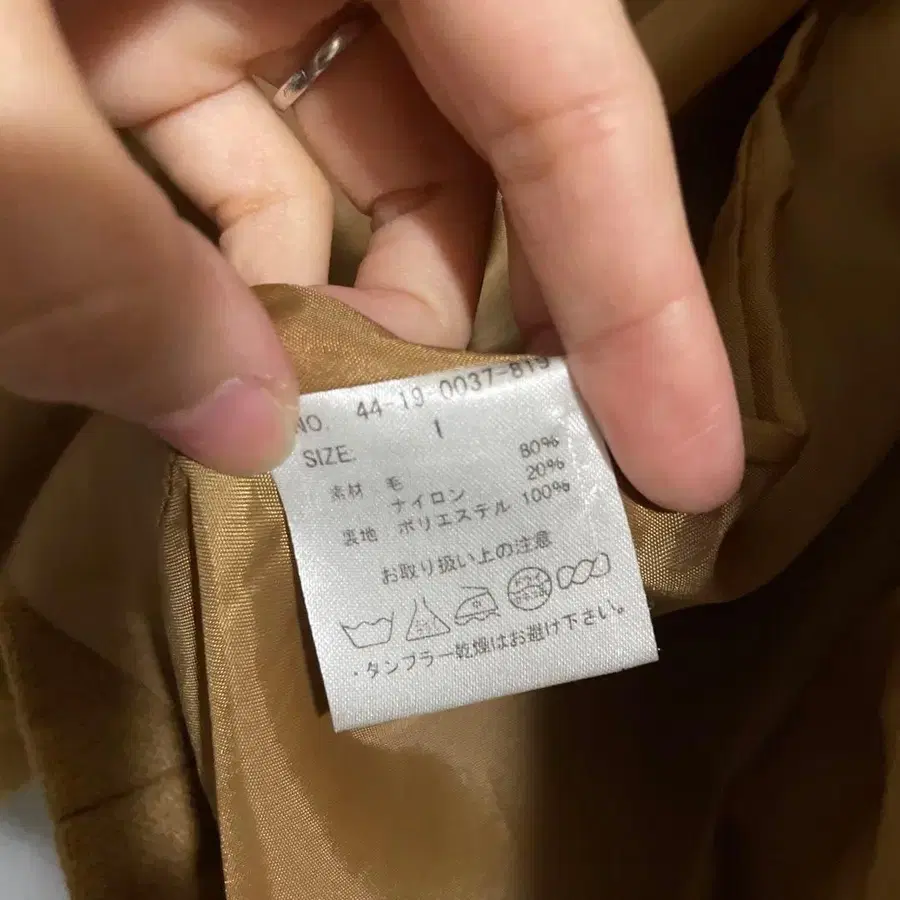 NO. 44-19 0037-819
SIZE: 1
素材 毛 80%
ナイロン 20%
裏地 ポリエステル 100%
お取り扱い上の注意
・タンブラー乾燥はお避け下さい。